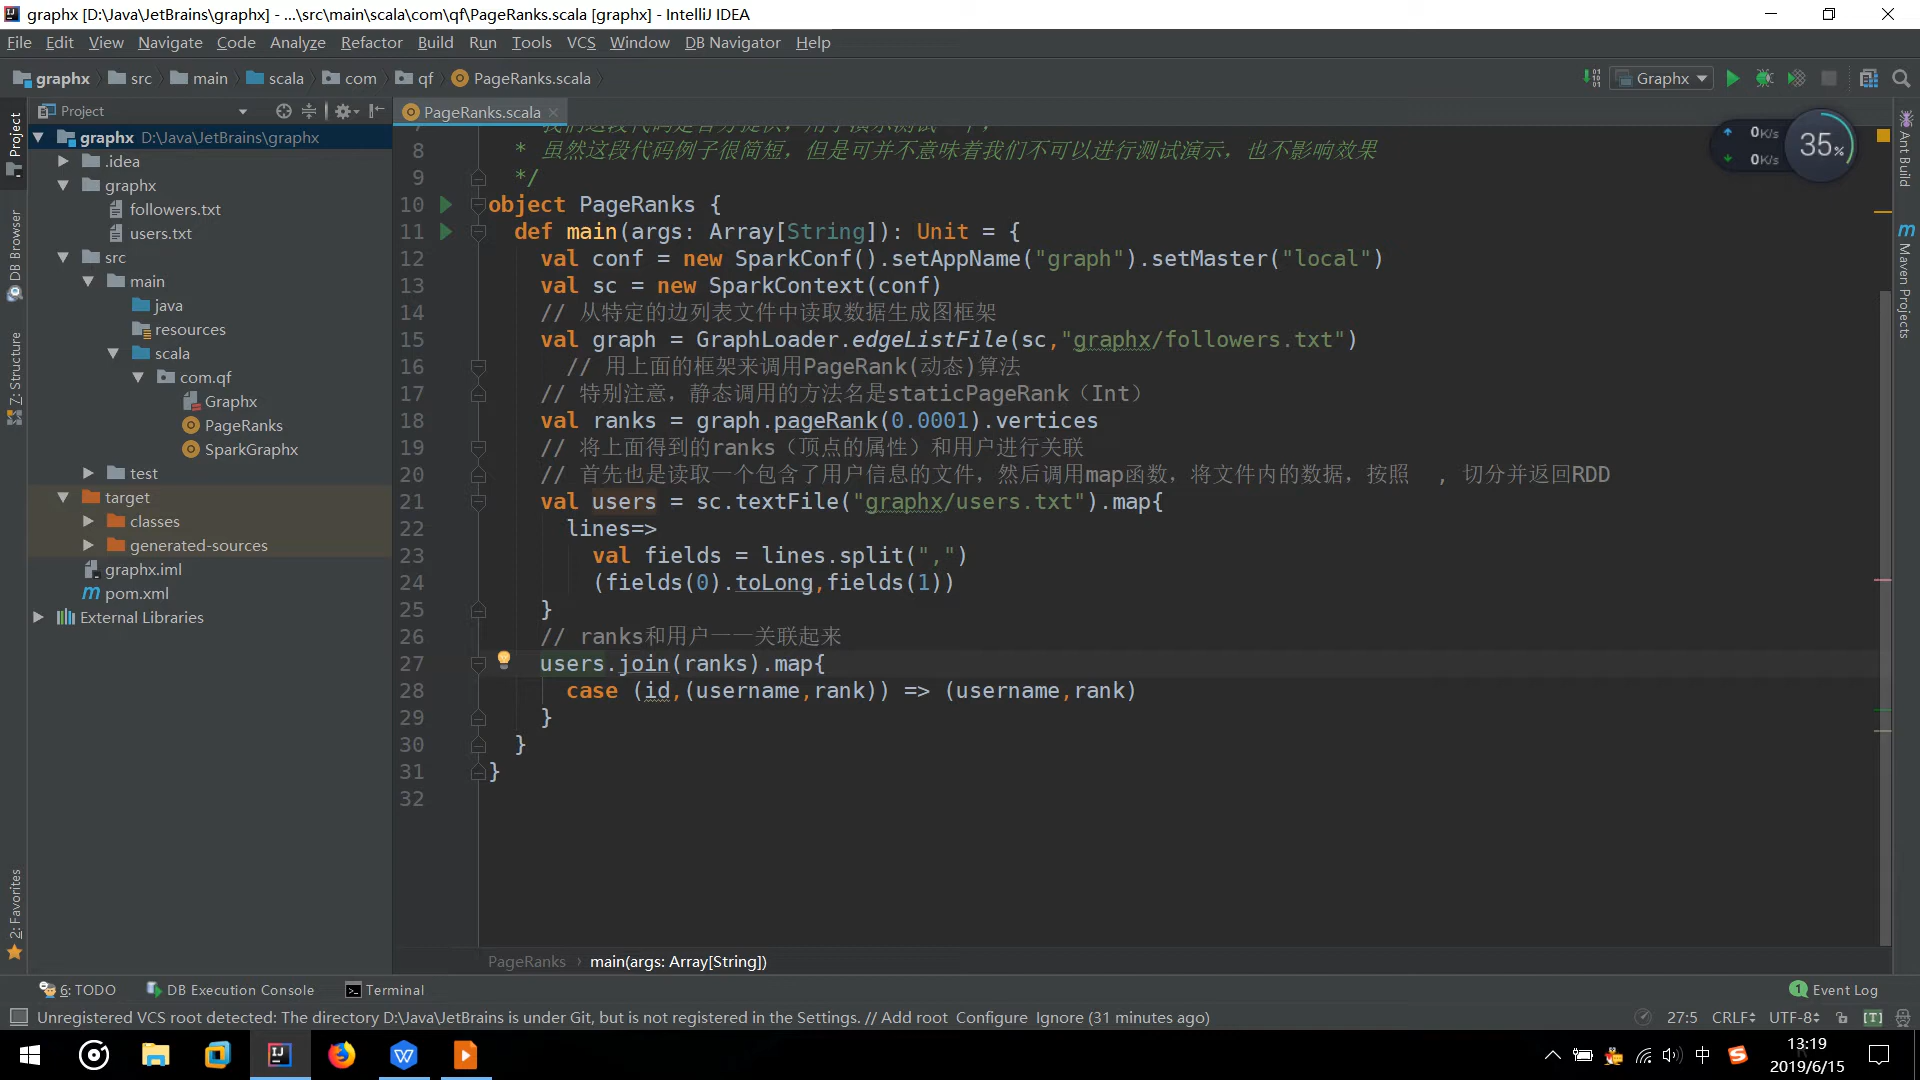 graphx [D:\Java\JetBrains\graphx] - ...\src\main\scala\com\qf\PageRanks.scala [graphx] - IntelliJ IDEA
File Edit View Navigate Code Analyze Refactor Build Run Tools VCS Window DB Navigator Help
graphx src main scala com qf PageRanks.scala Graphx
Project
PageRanks.scala
graphx D:\Java\JetBrains\graphx
.idea
graphx
followers.txt
users.txt
src
main
java
resources
scala
com.qf
Graphx
PageRanks
SparkGraphx
test
target
classes
generated-sources
graphx.iml
pom.xml
External Libraries
Project
DB Browser
Z: Structure
2: Favorites
8 * 虽然这段代码例子很简短，但是可并不意味着我们不可以进行测试演示，也不影响效果
9 */
10 object PageRanks {
11 def main(args: Array[String]): Unit = {
12 val conf = new SparkConf().setAppName("graph").setMaster("local")
13 val sc = new SparkContext(conf)
14 // 从特定的边列表文件中读取数据生成图框架
15 val graph = GraphLoader.edgeListFile(sc,"graphx/followers.txt")
16 // 用上面的框架来调用PageRank(动态)算法
17 // 特别注意，静态调用的方法名是staticPageRank（Int）
18 val ranks = graph.pageRank(0.0001).vertices
19 // 将上面得到的ranks（顶点的属性）和用户进行关联
20 // 首先也是读取一个包含了用户信息的文件，然后调用map函数，将文件内的数据，按照 , 切分并返回RDD
21 val users = sc.textFile("graphx/users.txt").map{
22 lines=>
23 val fields = lines.split(",")
24 (fields(0).toLong,fields(1))
25 }
26 // ranks和用户一一关联起来
27 users.join(ranks).map{
28 case (id,(username,rank)) => (username,rank)
29 }
30 }
31 }
32
0K/s
0K/s
35%
Ant Build
Maven Projects
PageRanks › main(args: Array[String])
6: TODO DB Execution Console Terminal 1 Event Log
Unregistered VCS root detected: The directory D:\Java\JetBrains is under Git, but is not registered in the Settings. // Add root Configure Ignore (31 minutes ago) 27:5 CRLF UTF-8 [T]
中
13:19
2019/6/15